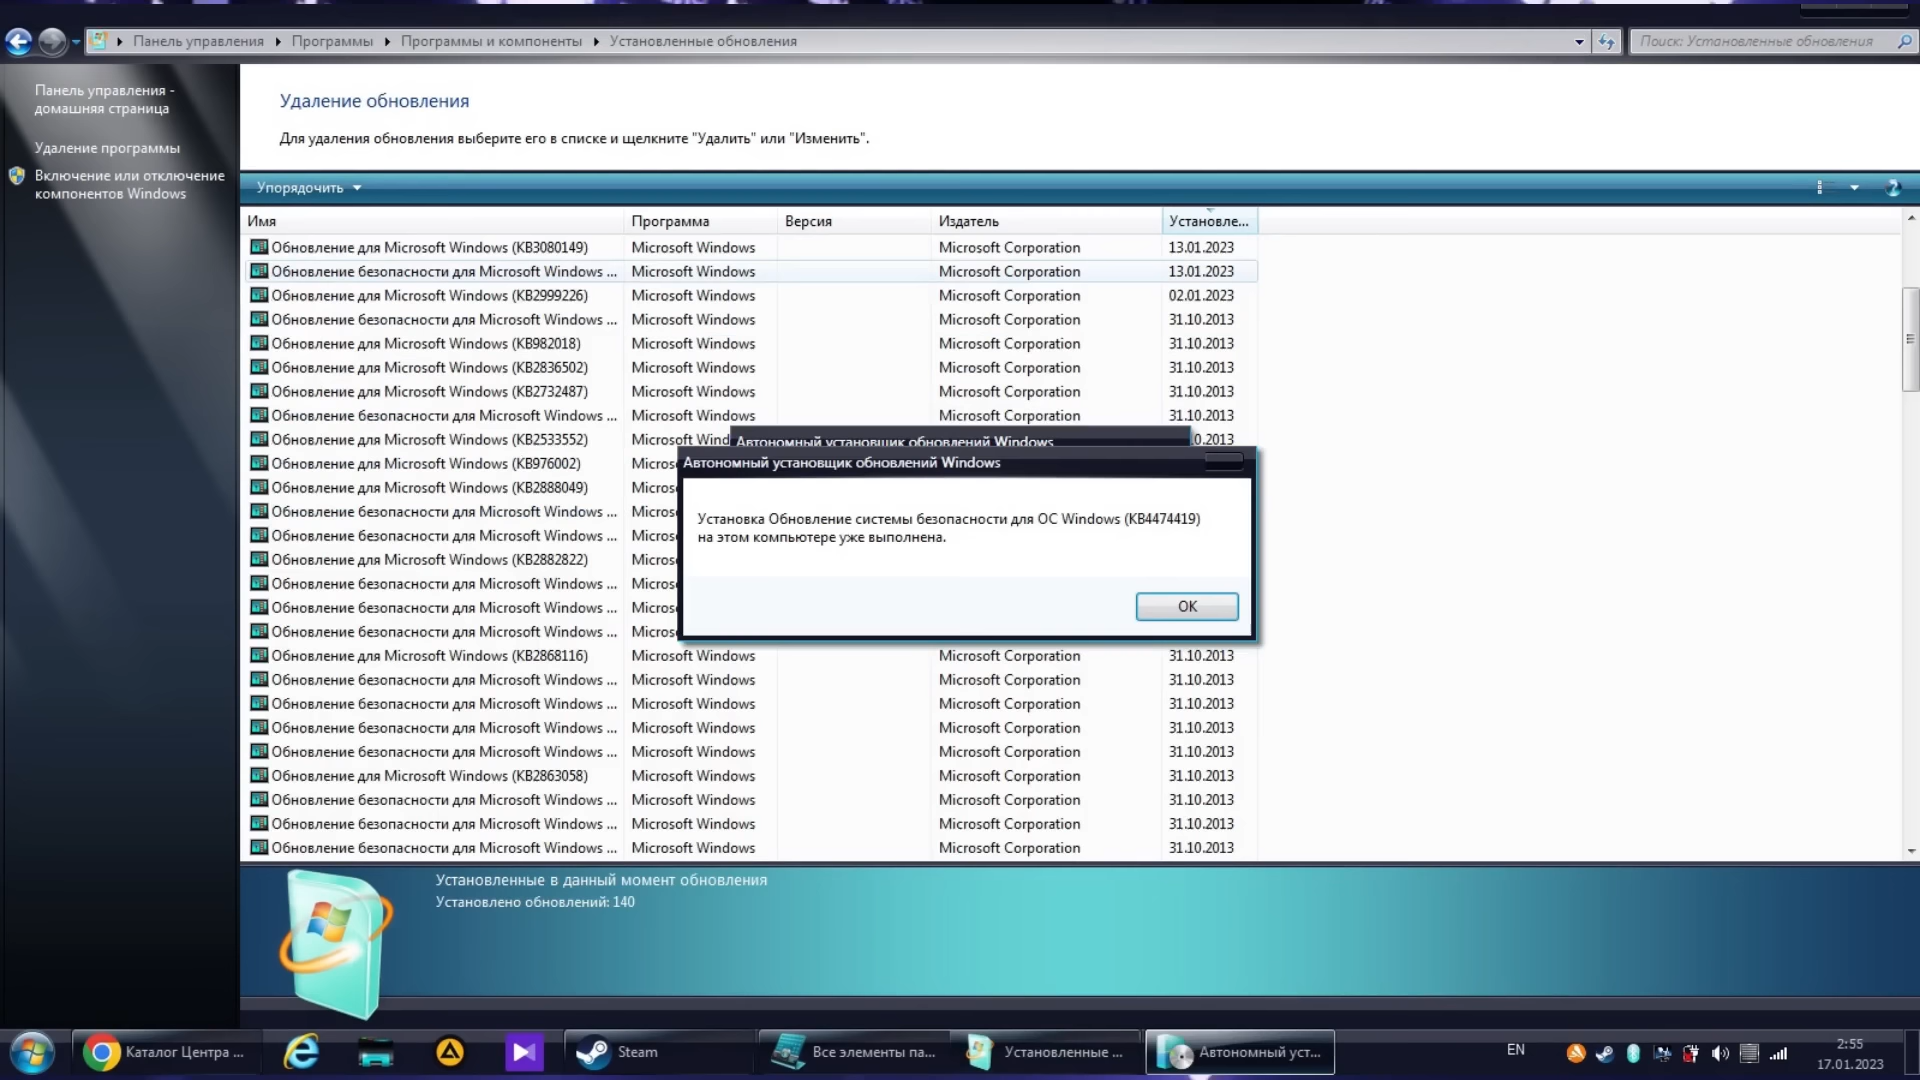 Панель управления
Программы
Программы и компоненты
Установленные обновления
Поиск: Установленные обновления
Панель управления -
домашняя страница
Удаление программы
Включение или отключение
компонентов Windows
Удаление обновления
Для удаления обновления выберите его в списке и щелкните "Удалить" или "Изменить".
Упорядочить
Имя Программа Версия Издатель Установле...
Обновление для Microsoft Windows (KB3080149) Microsoft Windows Microsoft Corporation 13.01.2023
Обновление безопасности для Microsoft Windows ... Microsoft Windows Microsoft Corporation 13.01.2023
Обновление для Microsoft Windows (KB2999226) Microsoft Windows Microsoft Corporation 02.01.2023
Обновление безопасности для Microsoft Windows ... Microsoft Windows Microsoft Corporation 31.10.2013
Обновление для Microsoft Windows (KB982018) Microsoft Windows Microsoft Corporation 31.10.2013
Обновление для Microsoft Windows (KB2836502) Microsoft Windows Microsoft Corporation 31.10.2013
Обновление для Microsoft Windows (KB2732487) Microsoft Windows Microsoft Corporation 31.10.2013
Обновление безопасности для Microsoft Windows ... Microsoft Windows Microsoft Corporation 31.10.2013
Обновление для Microsoft Windows (KB2533552) Microsoft Wind 0.2013
Обновление для Microsoft Windows (KB976002) Micros
Обновление для Microsoft Windows (KB2888049) Micros
Обновление безопасности для Microsoft Windows ... Micros
Обновление безопасности для Microsoft Windows ... Micros
Обновление для Microsoft Windows (KB2882822) Micros
Обновление безопасности для Microsoft Windows ... Micros
Обновление безопасности для Microsoft Windows ... Micros
Обновление безопасности для Microsoft Windows ... Micros
Обновление для Microsoft Windows (KB2868116) Microsoft Windows Microsoft Corporation 31.10.2013
Обновление безопасности для Microsoft Windows ... Microsoft Windows Microsoft Corporation 31.10.2013
Обновление безопасности для Microsoft Windows ... Microsoft Windows Microsoft Corporation 31.10.2013
Обновление безопасности для Microsoft Windows ... Microsoft Windows Microsoft Corporation 31.10.2013
Обновление безопасности для Microsoft Windows ... Microsoft Windows Microsoft Corporation 31.10.2013
Обновление для Microsoft Windows (KB2863058) Microsoft Windows Microsoft Corporation 31.10.2013
Обновление безопасности для Microsoft Windows ... Microsoft Windows Microsoft Corporation 31.10.2013
Обновление безопасности для Microsoft Windows ... Microsoft Windows Microsoft Corporation 31.10.2013
Обновление безопасности для Microsoft Windows ... Microsoft Windows Microsoft Corporation 31.10.2013
Автономный установщик обновлений Windows
Автономный установщик обновлений Windows
Установка Обновление системы безопасности для ОС Windows (KB4474419)
на этом компьютере уже выполнена.
OK
Установленные в данный момент обновления
Установлено обновлений: 140
Каталог Центра ...
Steam
Все элементы па...
Установленные ...
Автономный уст...
EN
2:55
17.01.2023